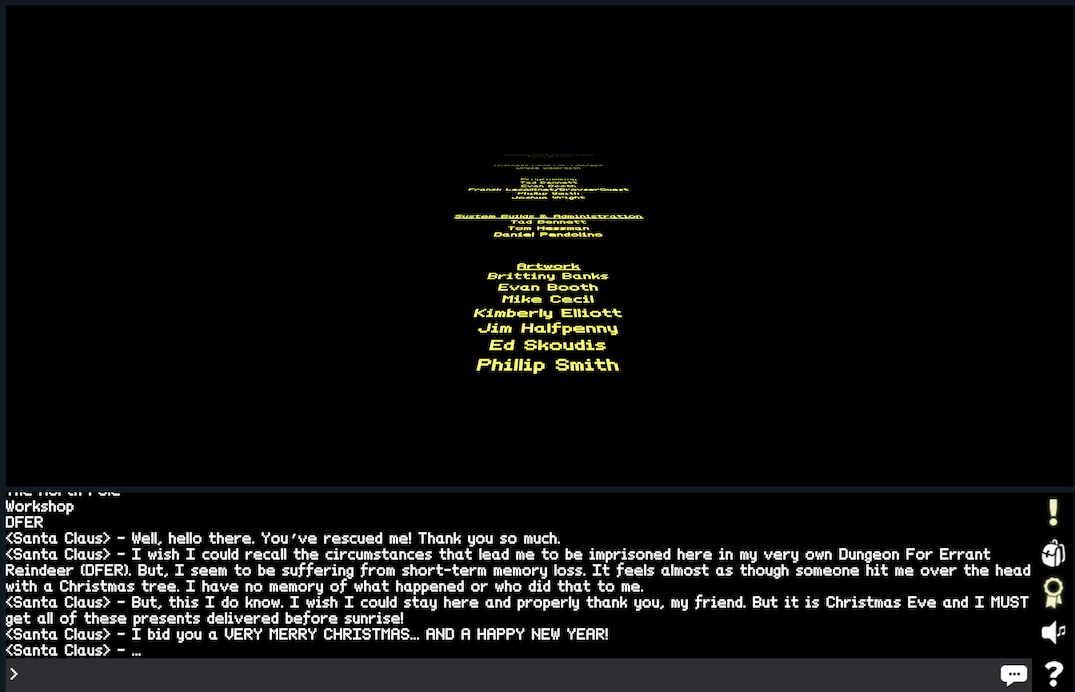 Programming
Tad Bennett
Evan Booth
Franck Lecollinet/BrowserQuest
Phillip Smith
Joshua Wright
System Builds & Administration
Tad Bennett
Tom Hessman
Daniel Pendolino
Artwork
Brittiny Banks
Evan Booth
Mike Cecil
Kimberly Elliott
Jim Halfpenny
Ed Skoudis
Phillip Smith
The North Pole
Workshop
DFER
<Santa Claus> - Well, hello there. You've rescued me! Thank you so much.
<Santa Claus> - I wish I could recall the circumstances that lead me to be imprisoned here in my very own Dungeon For Errant
Reindeer (DFER). But, I seem to be suffering from short-term memory loss. It feels almost as though someone hit me over the head
with a Christmas tree. I have no memory of what happened or who did that to me.
<Santa Claus> - But, this I do know. I wish I could stay here and properly thank you, my friend. But it is Christmas Eve and I MUST
get all of these presents delivered before sunrise!
<Santa Claus> - I bid you a VERY MERRY CHRISTMAS... AND A HAPPY NEW YEAR!
<Santa Claus> - ...
>